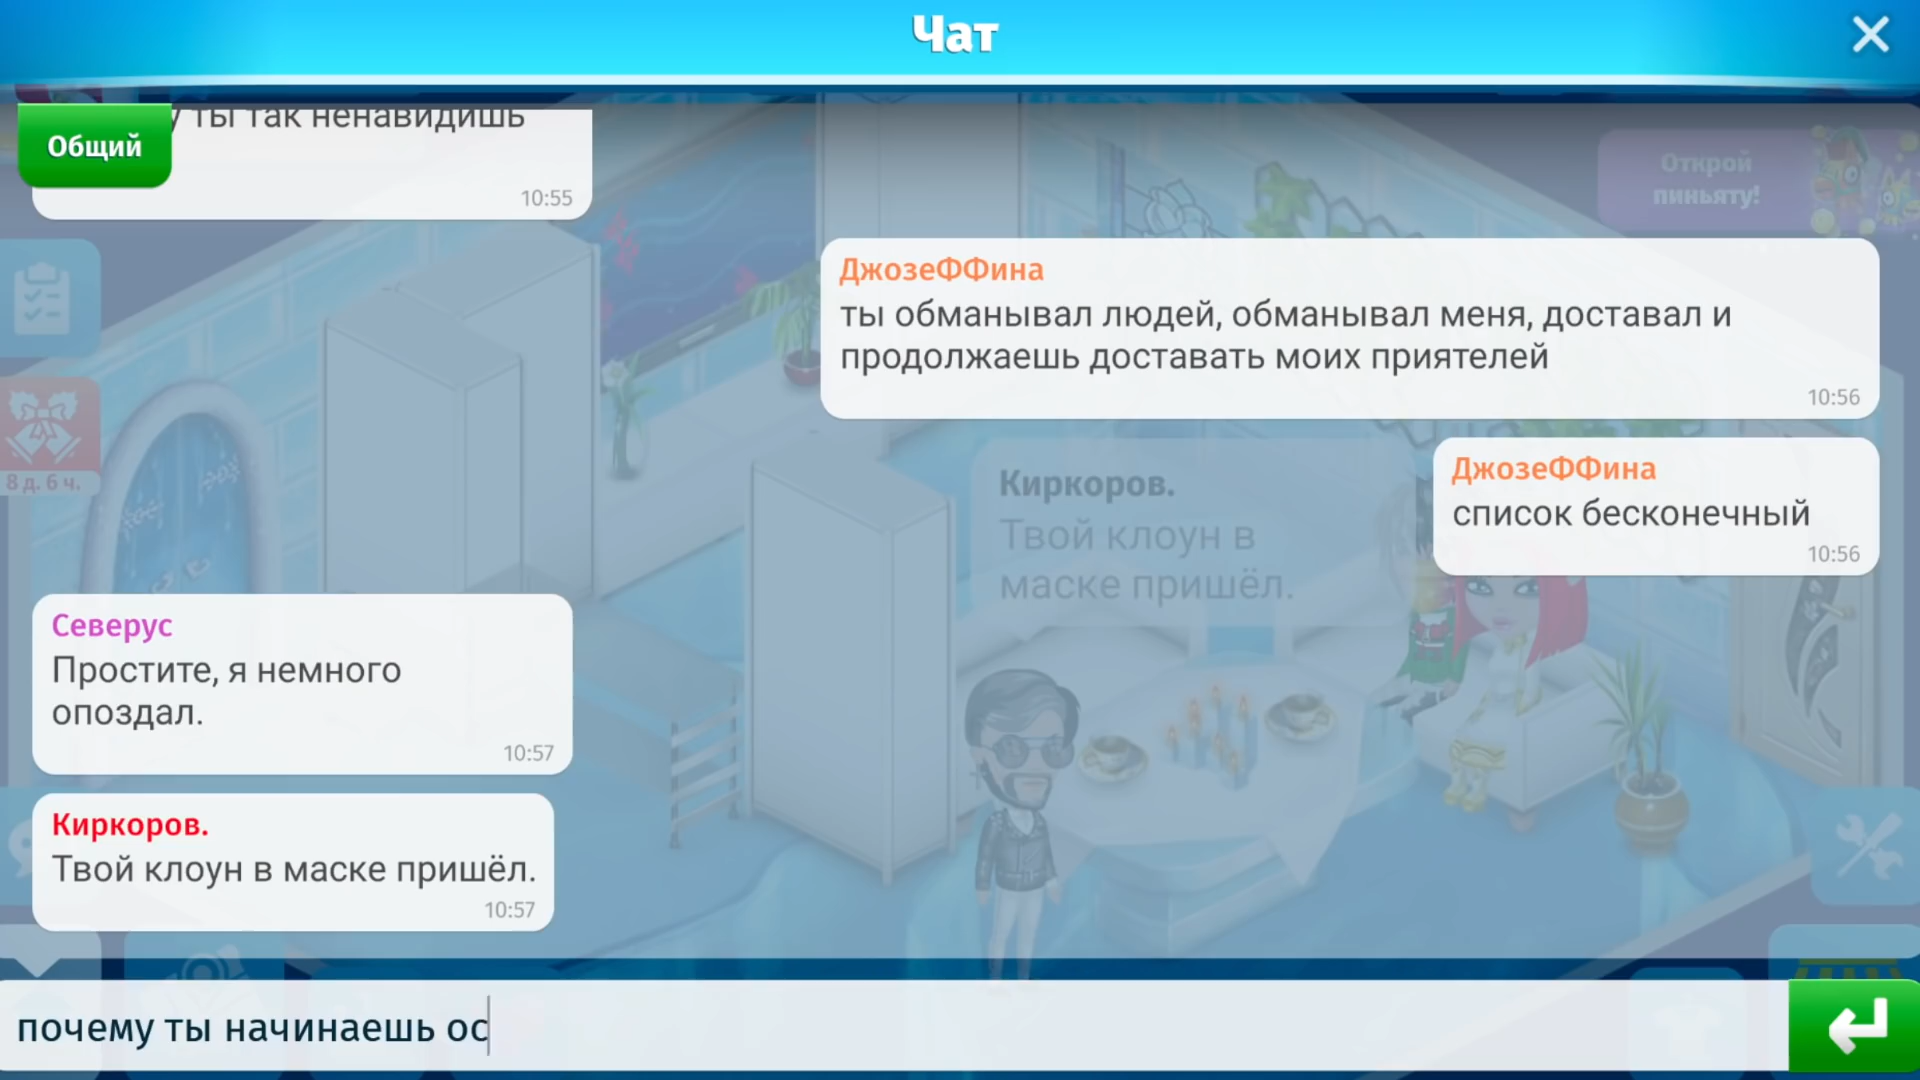 Чат
Общий
ты так ненавидишь
10:55
Открой
пиньяту!
ДжозеФФина
ты обманывал людей, обманывал меня, доставал и
продолжаешь доставать моих приятелей
10:56
ДжозеФФина
список бесконечный
10:56
8 д. 6 ч.
Киркоров.
Твой клоун в
маске пришёл.
Северус
Простите, я немного
опоздал.
10:57
Киркоров.
Твой клоун в маске пришёл.
10:57
почему ты начинаешь ос